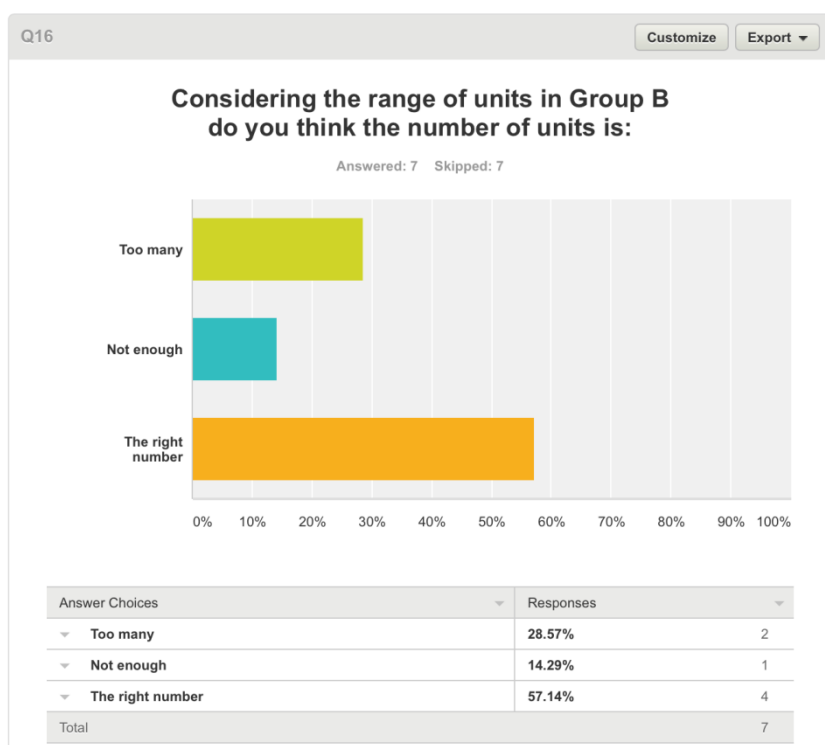 Q16
Customize
Export
Considering the range of units in Group B
do you think the number of units is:
Answered: 7 Skipped: 7
Too many
Not enough
The right
number
0% 10% 20% 30% 40% 50% 60% 70% 80% 90% 100%
Answer Choices Responses
Too many 28.57% 2
Not enough 14.29% 1
The right number 57.14% 4
Total 7